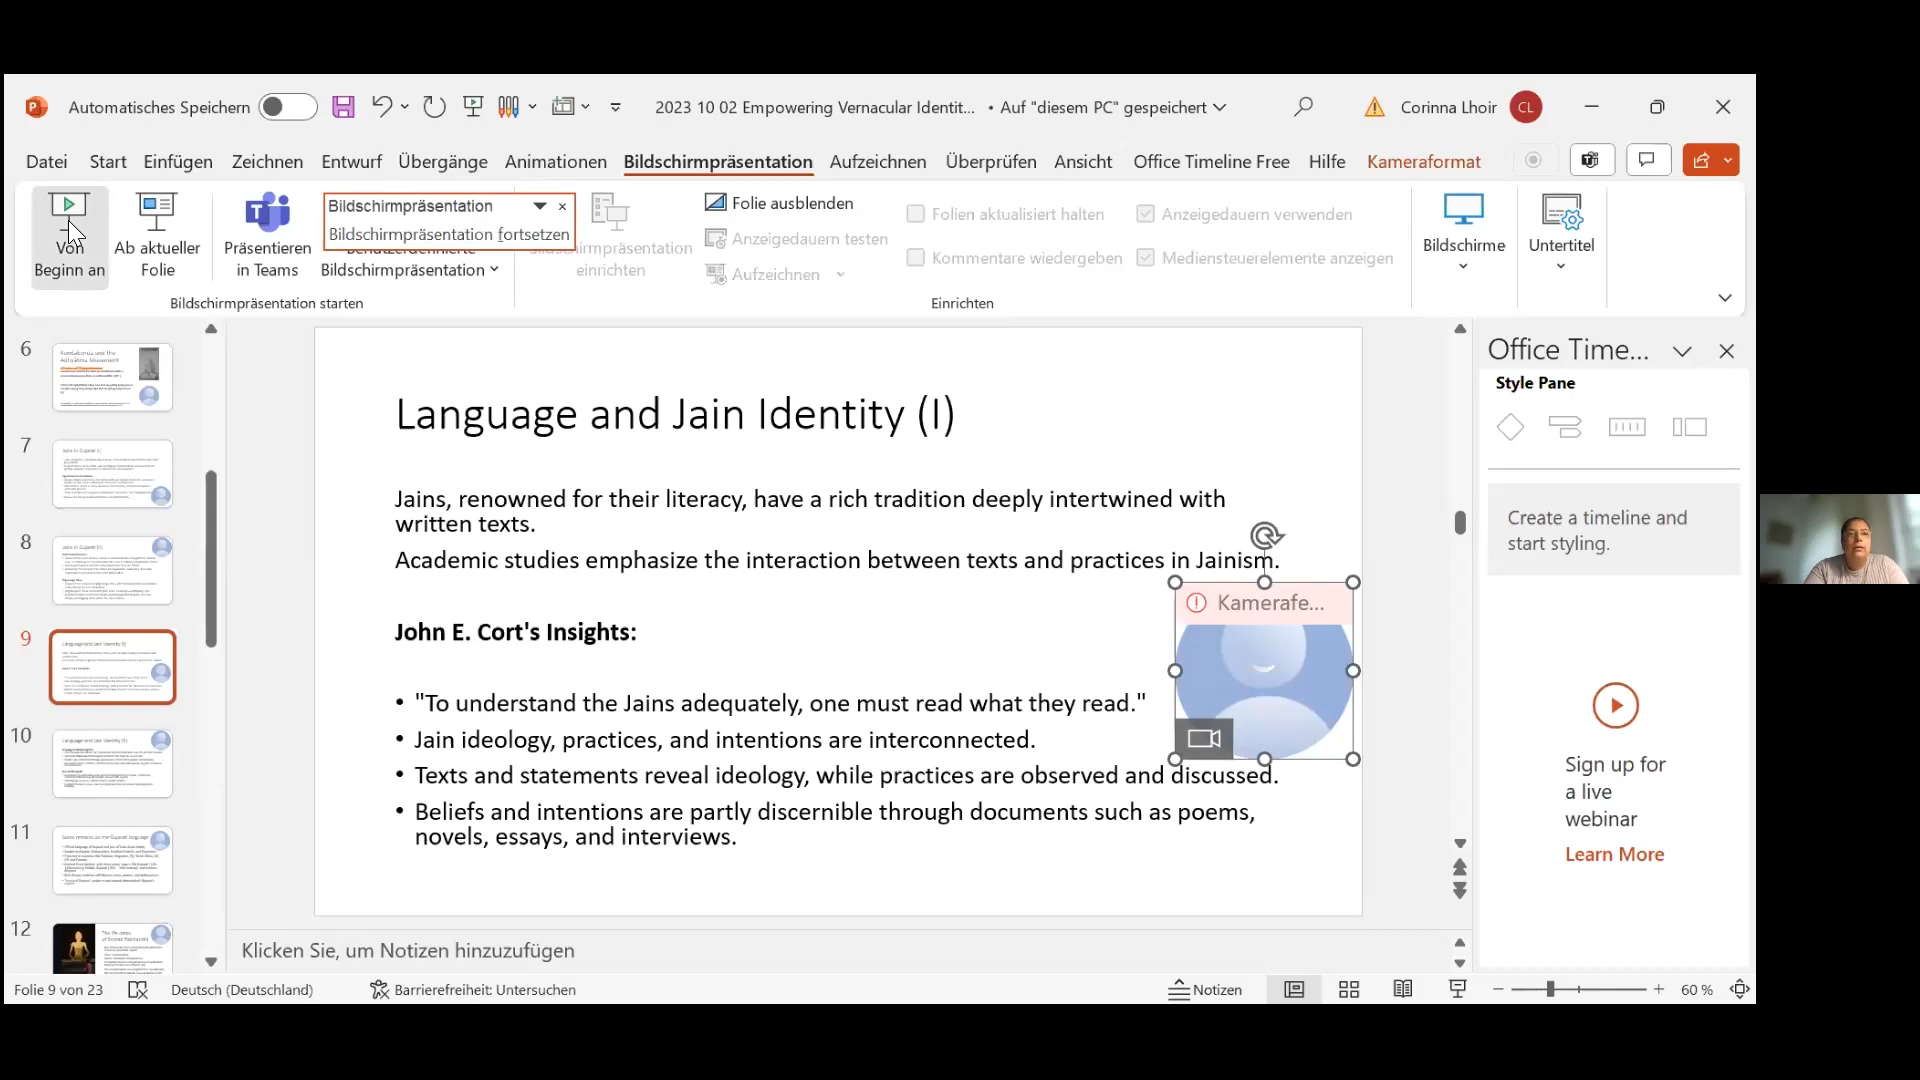 Automatisches Speichern
2023 10 02 Empowering Vernacular Identit... • Auf "diesem PC" gespeichert
Corinna Lhoir
CL
Datei Start Einfügen Zeichnen Entwurf Übergänge Animationen Bildschirmpräsentation Aufzeichnen Überprüfen Ansicht Office Timeline Free Hilfe Kameraformat
Von
Beginn an
Ab aktueller
Folie
Präsentieren
in Teams
Bildschirmpräsentation
Bildschirmpräsentation fortsetzen
Bildschirmpräsentation
einrichten
Folie ausblenden
Anzeigedauern testen
Aufzeichnen
Folien aktualisiert halten
Kommentare wiedergeben
Anzeigedauern verwenden
Mediensteuerelemente anzeigen
Bildschirme
Untertitel
Bildschirmpräsentation starten
Einrichten
6
7
8
9
10
11
12
Language and Jain Identity (I)
Jains, renowned for their literacy, have a rich tradition deeply intertwined with
written texts.
Academic studies emphasize the interaction between texts and practices in Jainism.
Kamerafe...
John E. Cort's Insights:
• "To understand the Jains adequately, one must read what they read."
• Jain ideology, practices, and intentions are interconnected.
• Texts and statements reveal ideology, while practices are observed and discussed.
• Beliefs and intentions are partly discernible through documents such as poems,
novels, essays, and interviews.
Office Time...
Style Pane
Create a timeline and
start styling.
Sign up for
a live
webinar
Learn More
Klicken Sie, um Notizen hinzuzufügen
Folie 9 von 23
Deutsch (Deutschland)
Barrierefreiheit: Untersuchen
Notizen
60 %